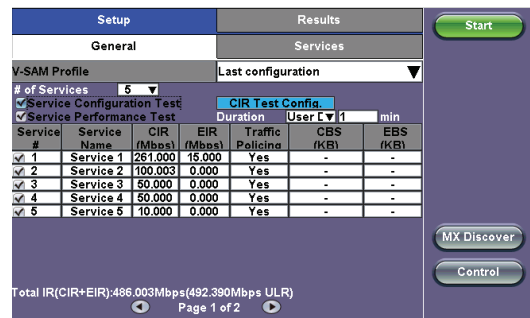 Setup Results Start
General Services
V-SAM Profile Last configuration
# of Services 5
Service Configuration Test CIR Test Config.
Service Performance Test Duration User 1 min
Service Service CIR EIR Traffic CBS EBS
# Name (Mbps) (Mbps) Policing (KB) (KB)
1 Service 1 261.000 15.000 Yes - -
2 Service 2 100.003 0.000 Yes - -
3 Service 3 50.000 0.000 Yes - -
4 Service 4 50.000 0.000 Yes - -
5 Service 5 10.000 0.000 Yes - -
MX Discover
Control
Total IR(CIR+EIR):486.003Mbps(492.390Mbps ULR)
Page 1 of 2